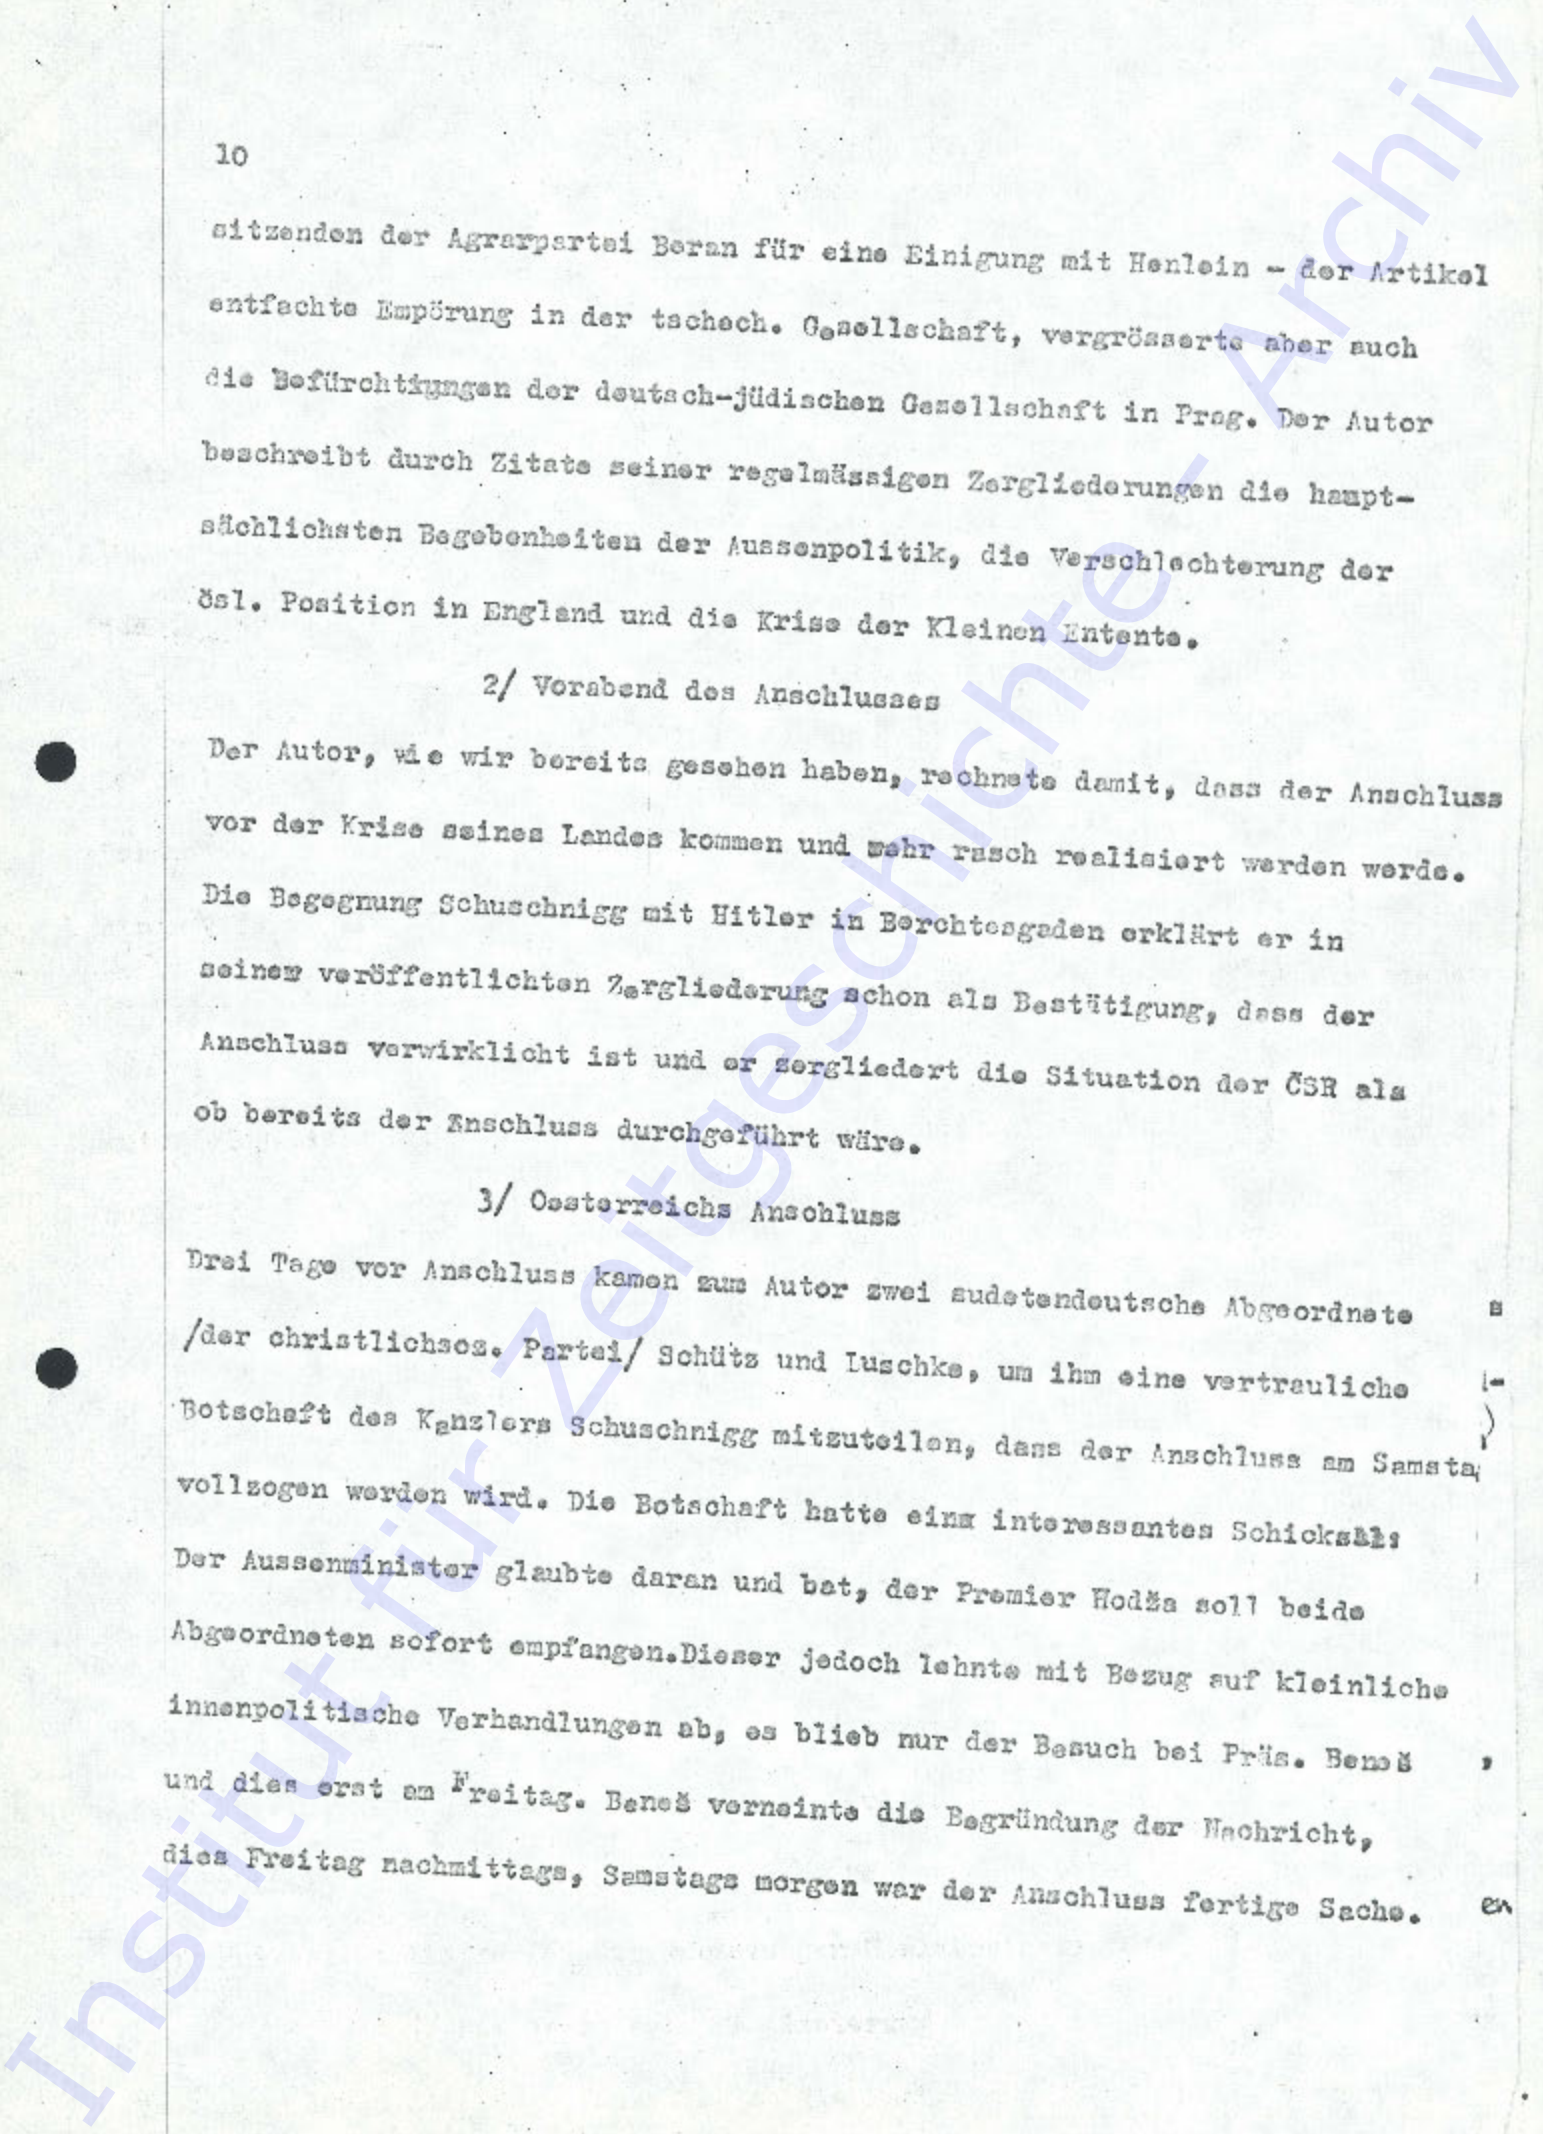 10
sitzenden der Agrarpartei Beran für eine Einigung mit Henlein - der Artikel
entfachte Empörung in der tschech. Gesellschaft, vergrösserte aber auch
die Befürchtungen der deutsch-jüdischen Gesellschaft in Prag. Der Autor
beschreibt durch Zitate seiner regelmässigen Zergliederungen die haupt-
sächlichsten Begebenheiten der Aussenpolitik, die Verschlechterung der
čsl. Position in England und die Krise der Kleinen Entente.
2/ Vorabend des Anschlusses
Der Autor, wie wir bereits gesehen haben, rechnete damit, dass der Anschluss
vor der Krise seines Landes kommen und sehr rasch realisiert werden werde.
Die Begegnung Schuschnigg mit Hitler in Berchtesgaden erklärt er in
seiner veröffentlichten Zergliederung schon als Bestätigung, dass der
Anschluss verwirklicht ist und er zergliedert die Situation der ČSR als
ob bereits der Anschluss durchgeführt wäre.
3/ Oesterreichs Anschluss
Drei Tage vor Anschluss kamen zum Autor zwei sudetendeutsche Abgeordnete s
/der christlichsoz. Partei/ Schütz und Luschka, um ihm eine vertrauliche i-
Botschaft des Kanzlers Schuschnigg mitzuteilen, dass der Anschluss am Samstag
vollzogen werden wird. Die Botschaft hatte ein interessantes Schicksal:
Der Aussenminister glaubte daran und bat, der Premier Hodža soll beide
Abgeordneten sofort empfangen.Dieser jedoch lehnte mit Bezug auf kleinliche
innenpolitische Verhandlungen ab, es blieb nur der Besuch bei Präs. Beneš ,
und dies erst am Freitag. Beneš verneinte die Begründung der Nachricht,
dies Freitag nachmittags, Samstags morgen war der Anschluss fertige Sache. en
Institut für Zeitgeschichte - Archiv